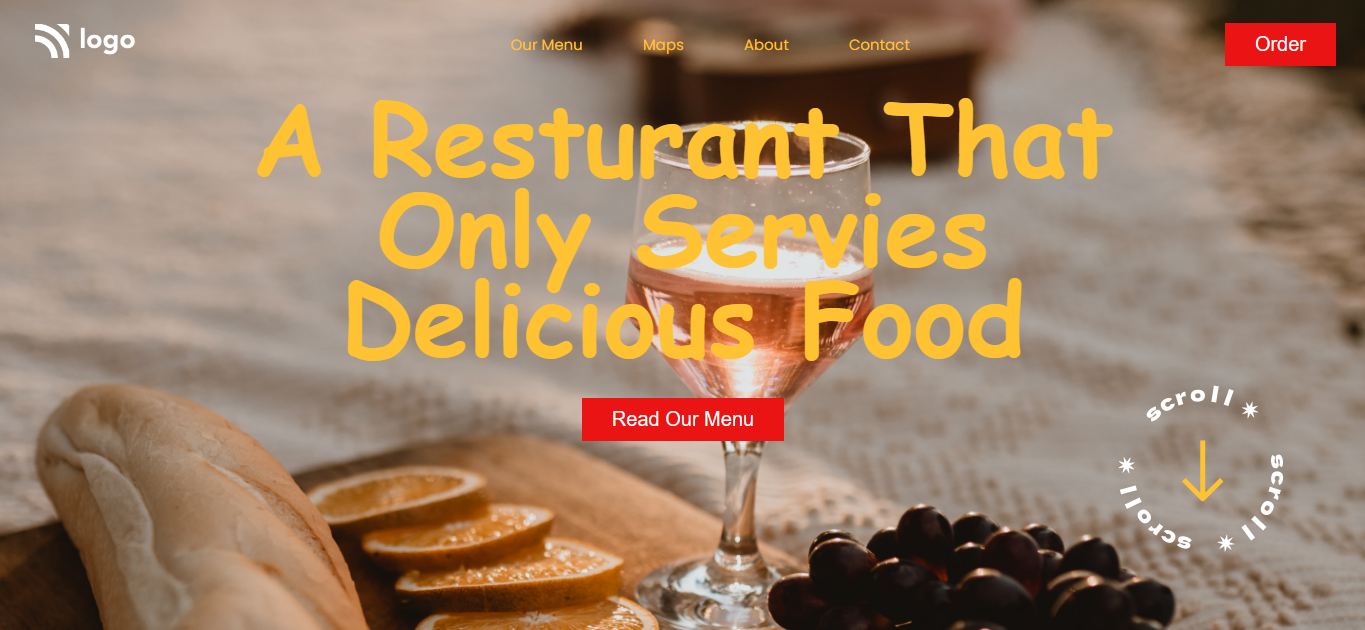 logo
Our Menu Maps About Contact
Order
A Resturant That
Only Servies
Delicious Food
Read Our Menu
scroll
scroll
scroll